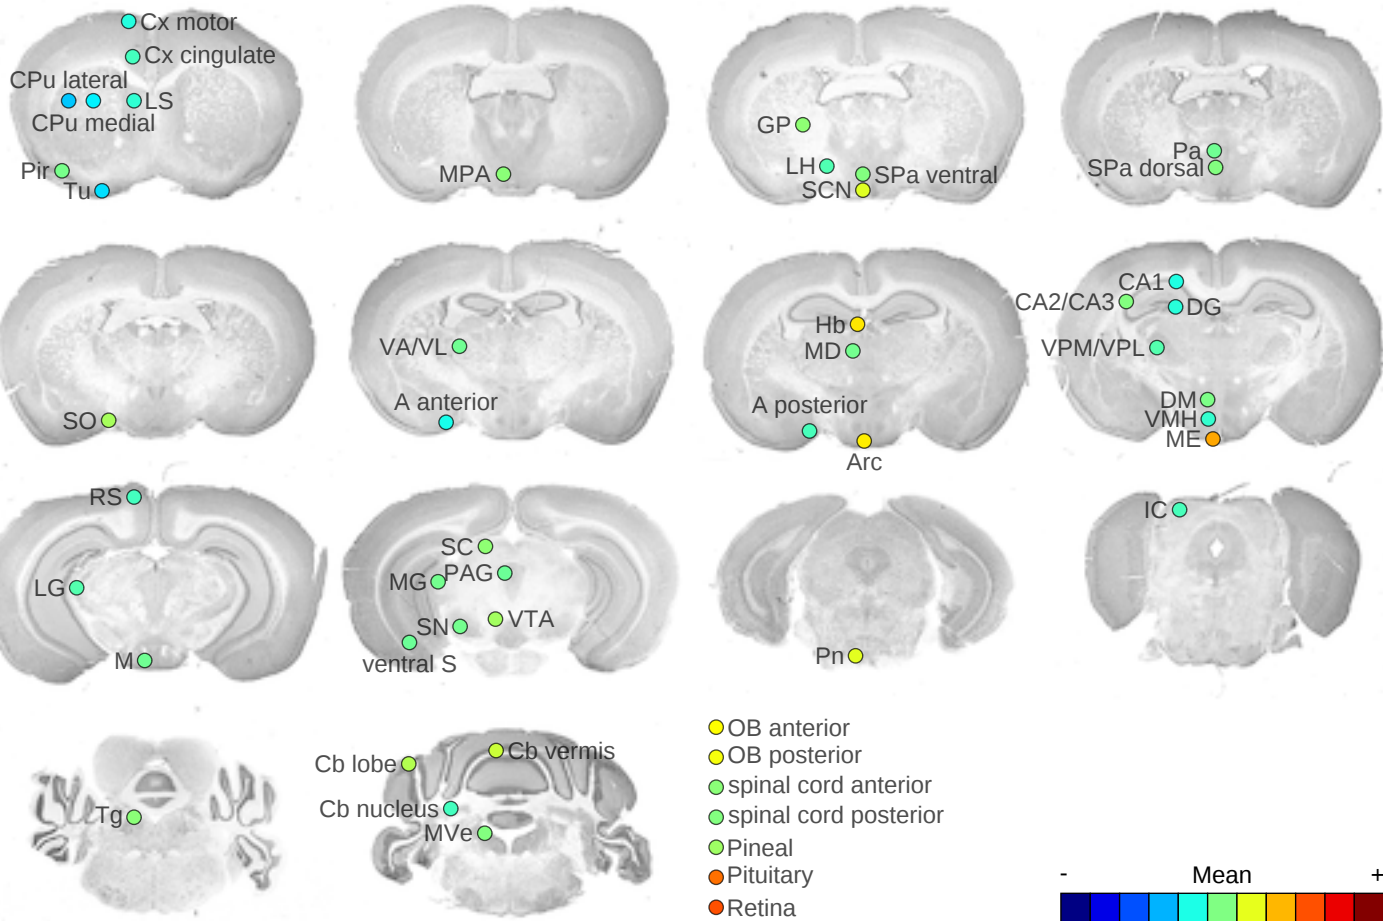 Cx motor
Cx cingulate
CPu lateral
LS
CPu medial
Pir
Tu
MPA
GP
LH
SPa ventral
SCN
Pa
SPa dorsal
SO
VA/VL
A anterior
Hb
MD
A posterior
Arc
CA1
CA2/CA3
DG
VPM/VPL
DM
VMH
ME
RS
LG
M
SC
PAG
MG
VTA
SN
ventral S
Pn
IC
Tg
Cb vermis
Cb lobe
Cb nucleus
MVe
OB anterior
OB posterior
spinal cord anterior
spinal cord posterior
Pineal
Pituitary
Retina
- Mean +